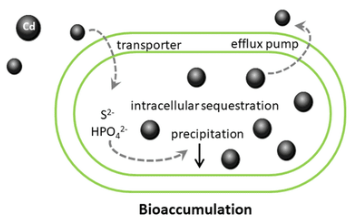 Cd
transporter
efflux pump
intracellular sequestration
S²⁻
HPO₄²⁻
precipitation
Bioaccumulation